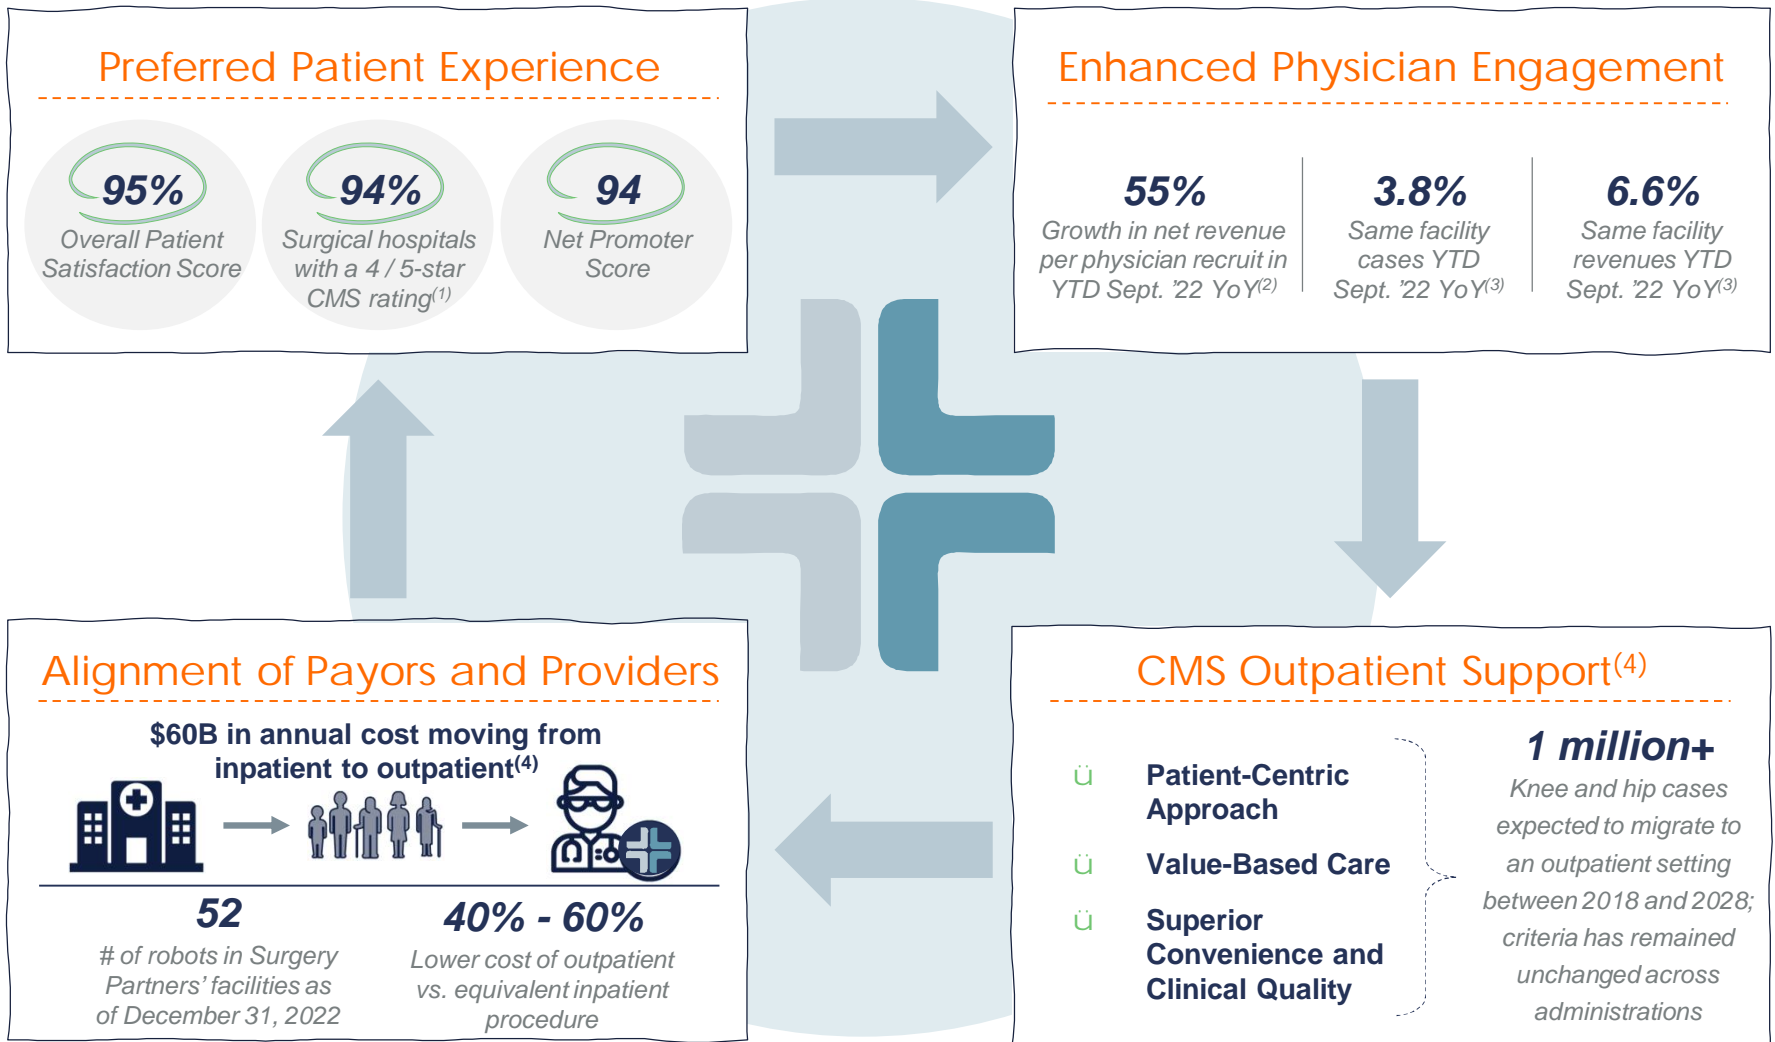 Preferred Patient Experience
95%
Overall Patient
Satisfaction Score
94%
Surgical hospitals
with a 4 / 5-star
CMS rating(1)
94
Net Promoter
Score
Enhanced Physician Engagement
55%
Growth in net revenue
per physician recruit in
YTD Sept. '22 YoY(2)
3.8%
Same facility
cases YTD
Sept. '22 YoY(3)
6.6%
Same facility
revenues YTD
Sept. '22 YoY(3)
Alignment of Payors and Providers
$60B in annual cost moving from
inpatient to outpatient(4)
52
# of robots in Surgery
Partners' facilities as
of December 31, 2022
40% - 60%
Lower cost of outpatient
vs. equivalent inpatient
procedure
CMS Outpatient Support(4)
ü Patient-Centric
Approach
ü Value-Based Care
ü Superior
Convenience and
Clinical Quality
1 million+
Knee and hip cases
expected to migrate to
an outpatient setting
between 2018 and 2028;
criteria has remained
unchanged across
administrations